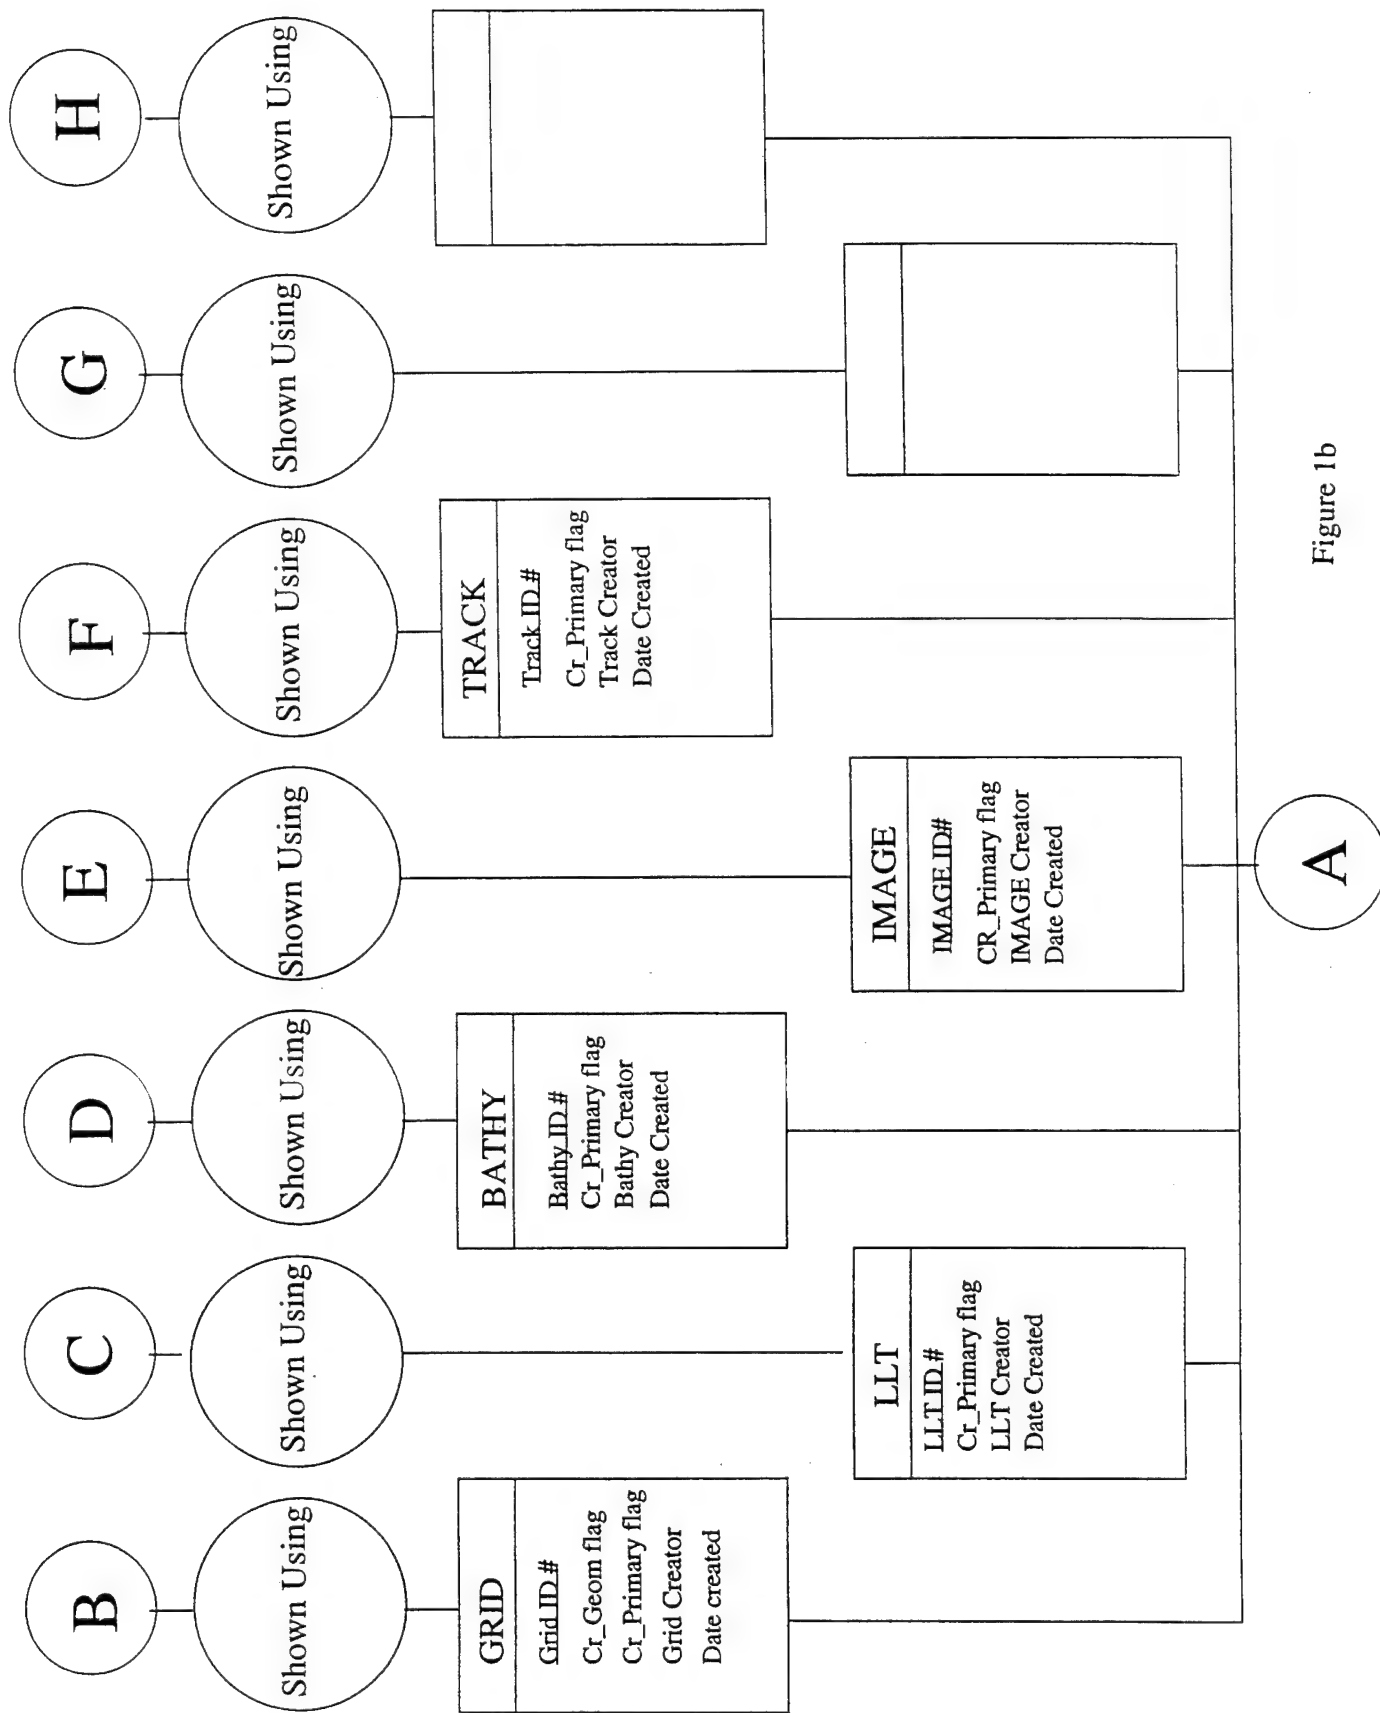 B
C
D
E
F
G
H
Shown Using
Shown Using
Shown Using
Shown Using
Shown Using
Shown Using
Shown Using
GRID
Grid ID #
Cr_Geom flag
Cr_Primary flag
Grid Creator
Date created
BATHY
Bathy ID #
Cr_Primary flag
Bathy Creator
Date Created
TRACK
Track ID #
Cr_Primary flag
Track Creator
Date Created
LLT
LLT ID #
Cr_Primary flag
LLT Creator
Date Created
IMAGE
IMAGE ID#
CR_Primary flag
IMAGE Creator
Date Created
A
Figure 1b